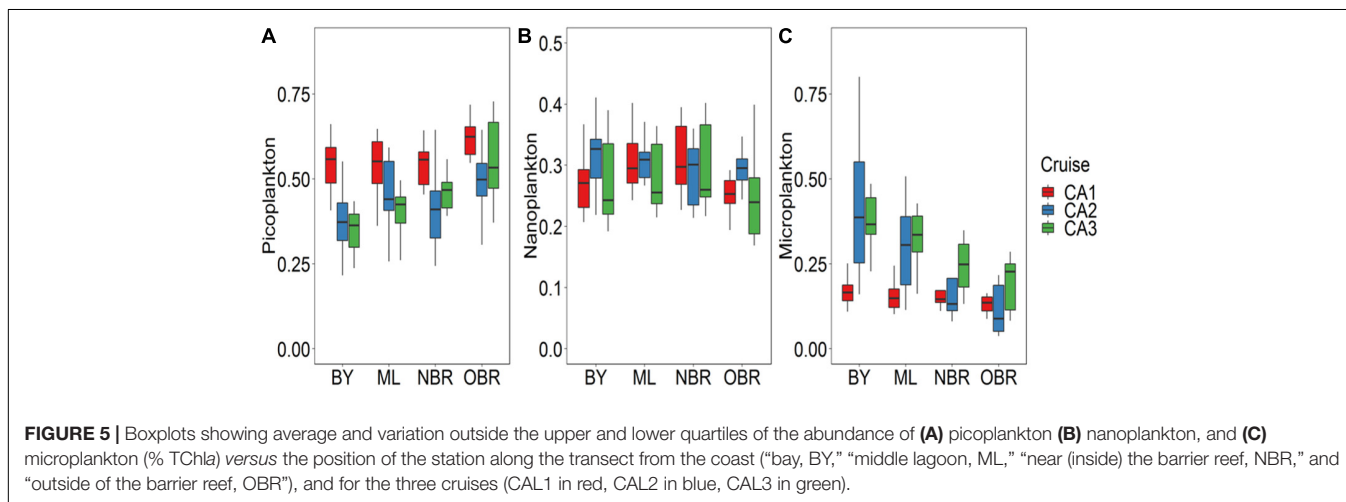 A
B
C
Picoplankton
0.75
0.50
0.25
0.00
BY ML NBR OBR
Nanoplankton
0.5
0.4
0.3
0.2
0.1
0.0
BY ML NBR OBR
Microplankton
0.75
0.50
0.25
0.00
BY ML NBR OBR
Cruise
CA1
CA2
CA3
FIGURE 5 | Boxplots showing average and variation outside the upper and lower quartiles of the abundance of (A) picoplankton (B) nanoplankton, and (C)
microplankton (% TChla) versus the position of the station along the transect from the coast (“bay, BY,” “middle lagoon, ML,” “near (inside) the barrier reef, NBR,” and
“outside of the barrier reef, OBR”), and for the three cruises (CAL1 in red, CAL2 in blue, CAL3 in green).